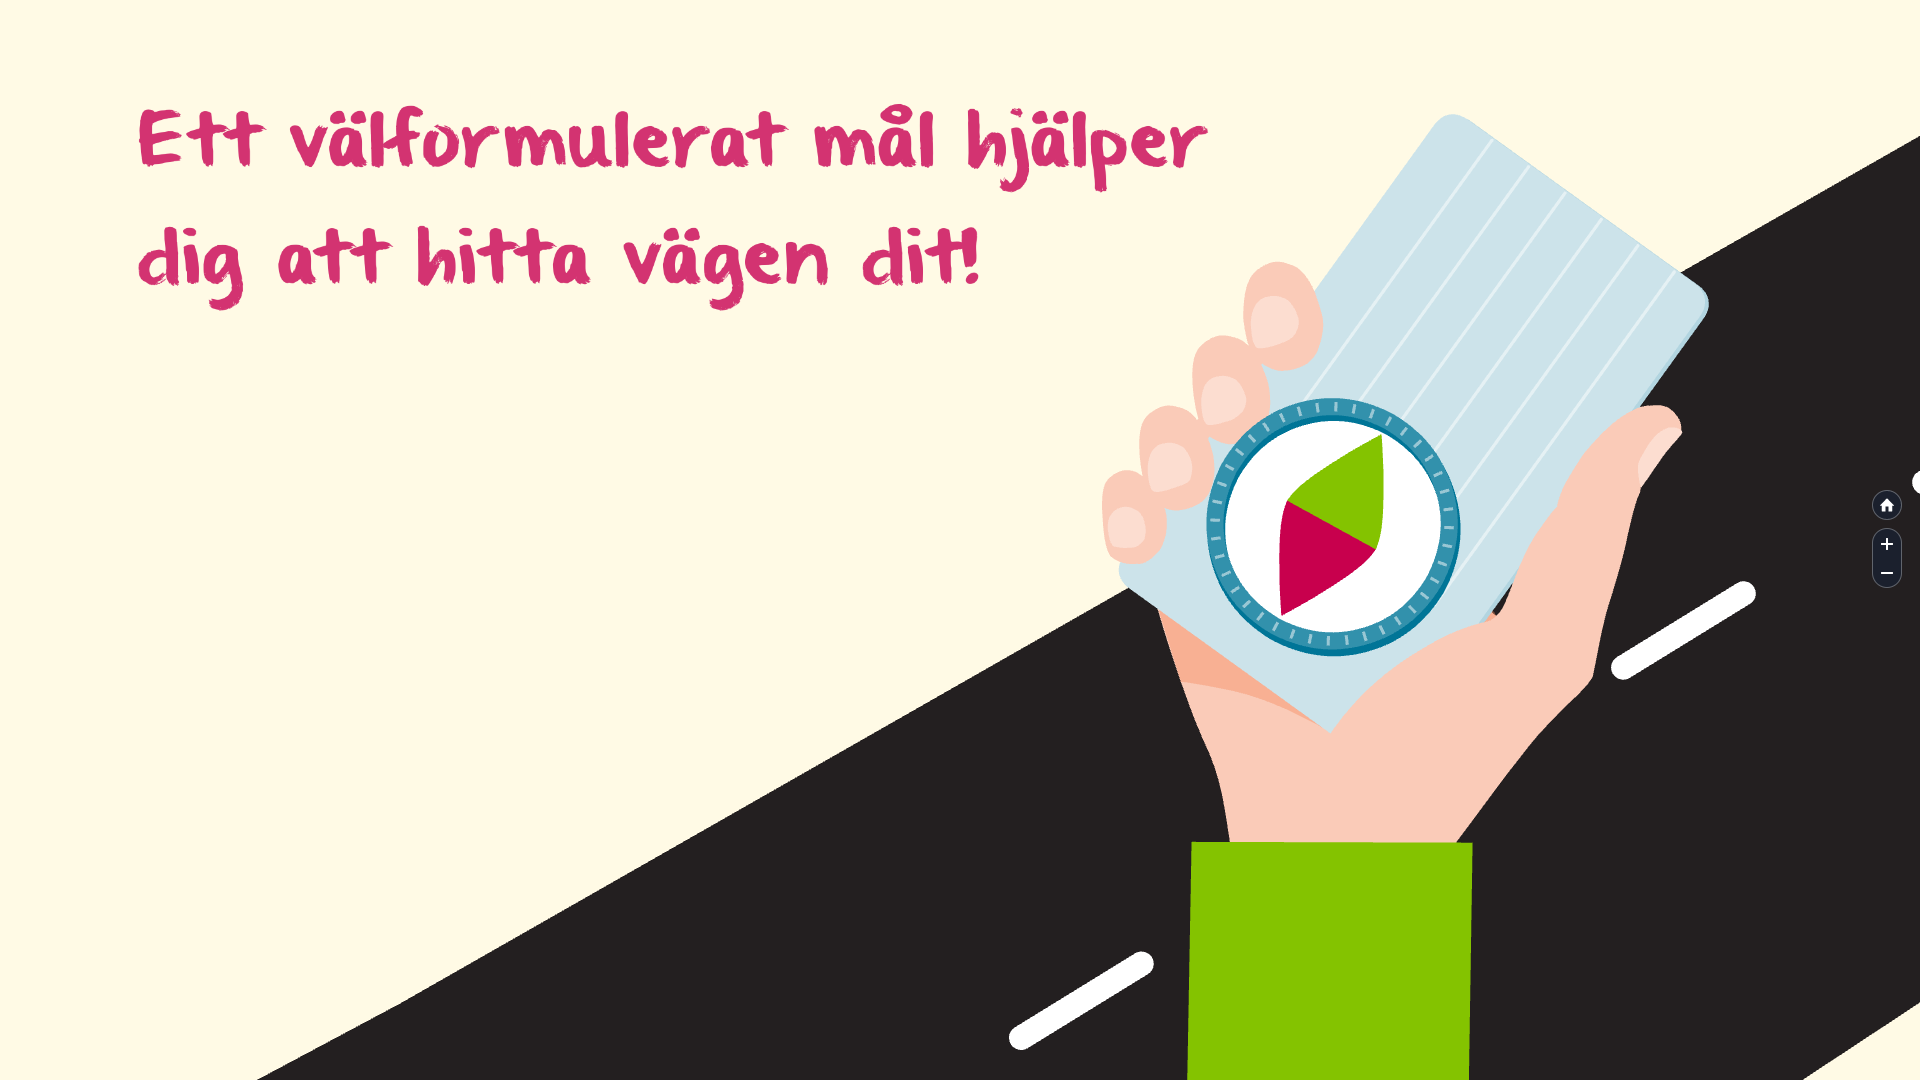 Ett välformulerat mål hjälper
dig att hitta vägen dit!